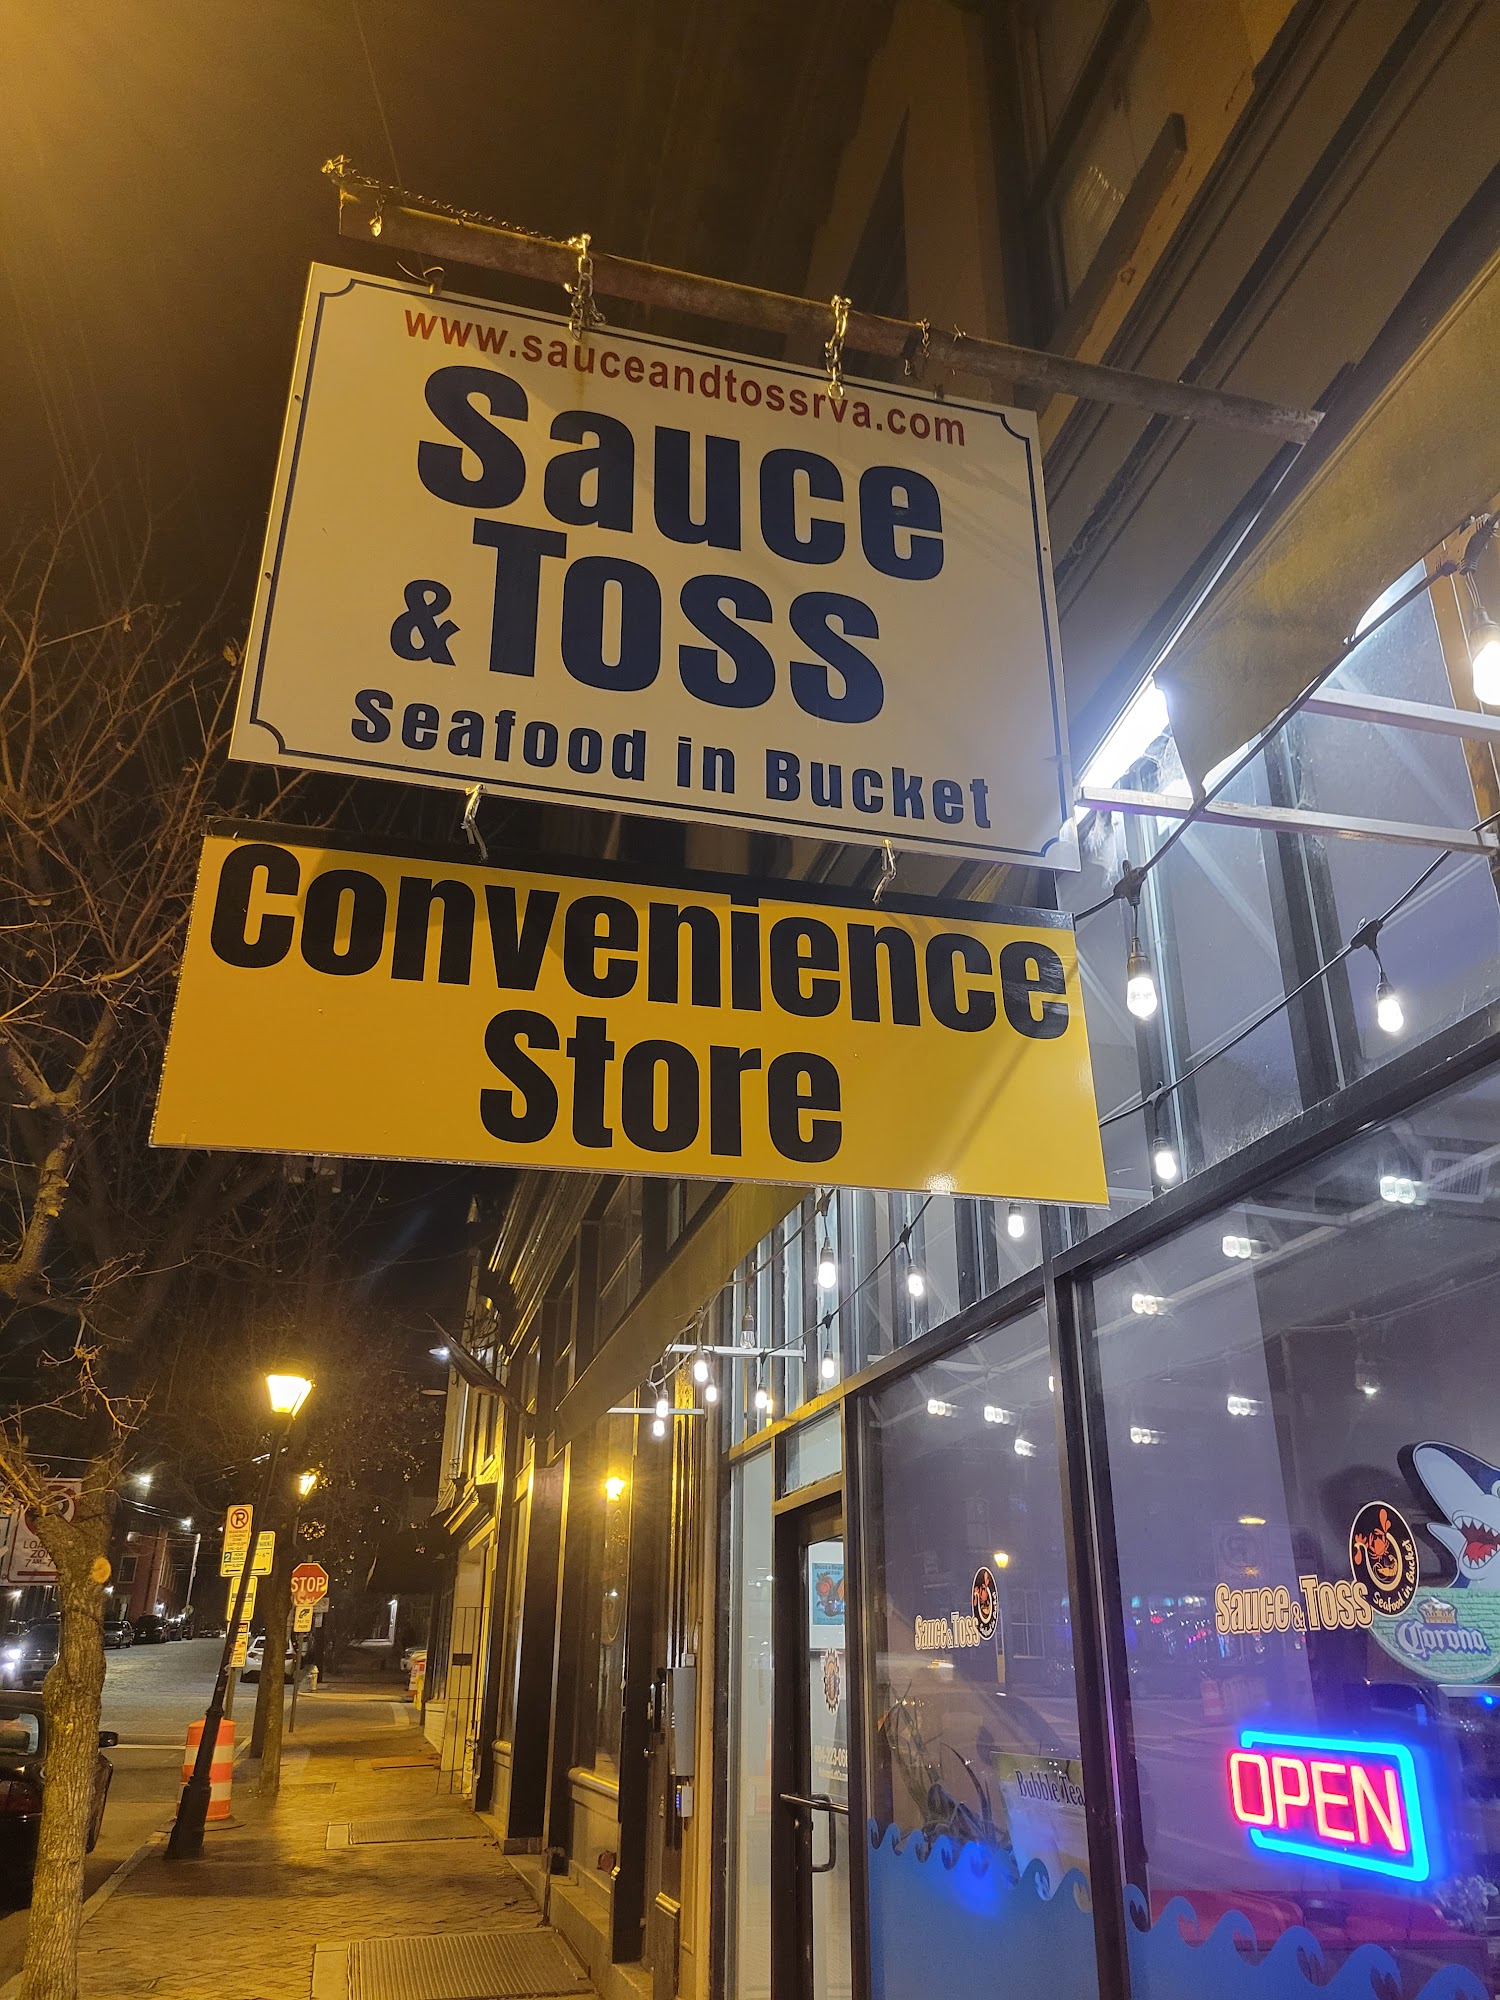 www.sauceandtossrva.com
Sauce
& Toss
Seafood in Bucket
Convenience
Store
STOP
Sauce & Toss
Sauce & Toss
Seafood in Bucket
Corona
Bubble Tea
OPEN